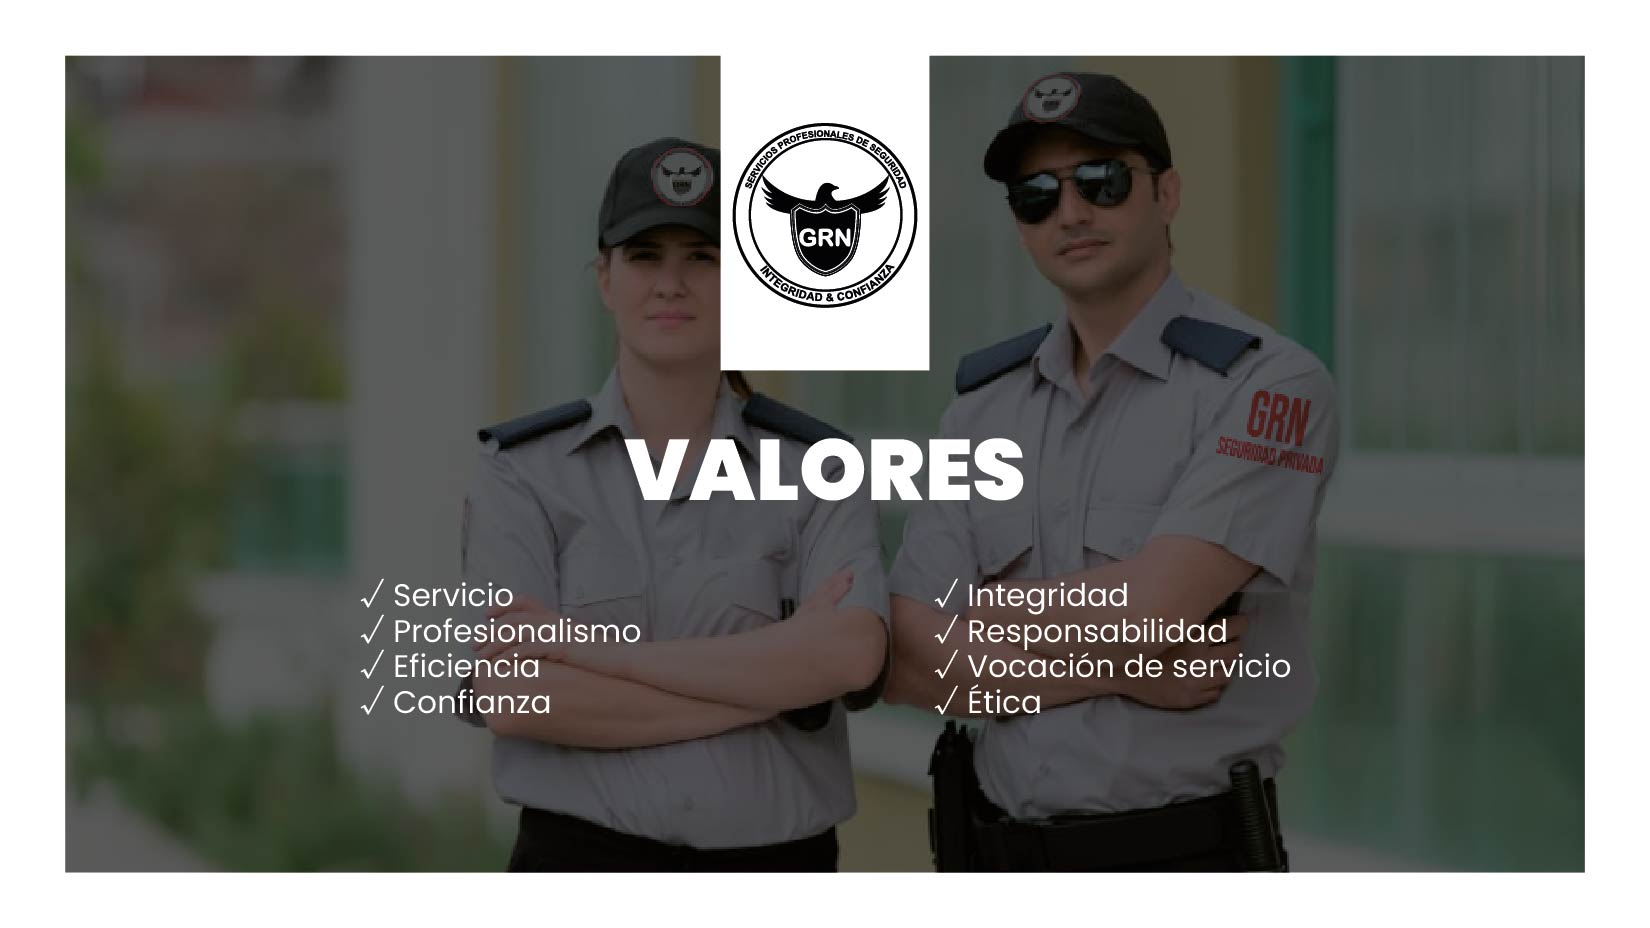 SERVICIOS PROFESIONALES DE SEGURIDAD
GRN
INTEGRIDAD & CONFIANZA
GRN
GRN
SEGURIDAD PRIVADA
VALORES
✓ Servicio
✓ Profesionalismo
✓ Eficiencia
✓ Confianza
✓ Integridad
✓ Responsabilidad
✓ Vocación de servicio
✓ Ética